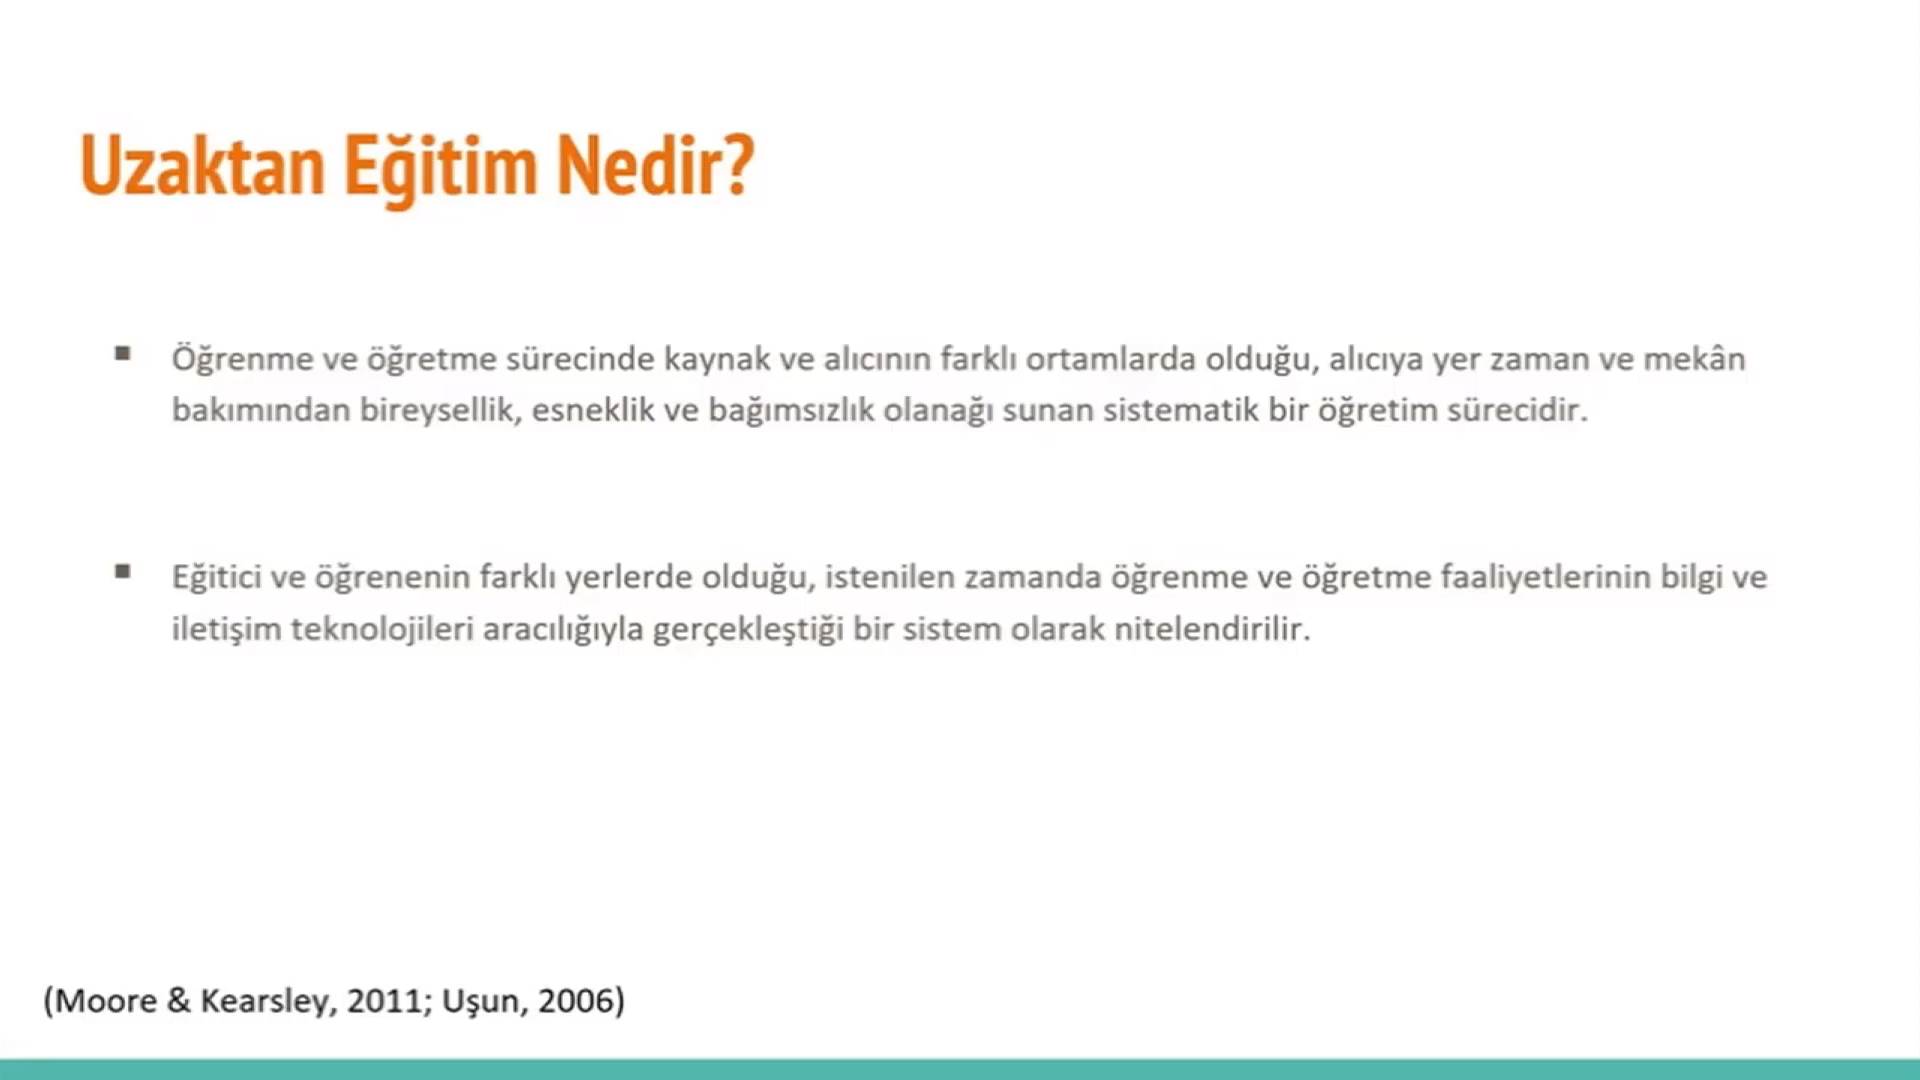 Uzaktan Eğitim Nedir?
▪ Öğrenme ve öğretme sürecinde kaynak ve alıcının farklı ortamlarda olduğu, alıcıya yer zaman ve mekân
bakımından bireysellik, esneklik ve bağımsızlık olanağı sunan sistematik bir öğretim sürecidir.
▪ Eğitici ve öğrenenin farklı yerlerde olduğu, istenilen zamanda öğrenme ve öğretme faaliyetlerinin bilgi ve
iletişim teknolojileri aracılığıyla gerçekleştiği bir sistem olarak nitelendirilir.
(Moore & Kearsley, 2011; Uşun, 2006)